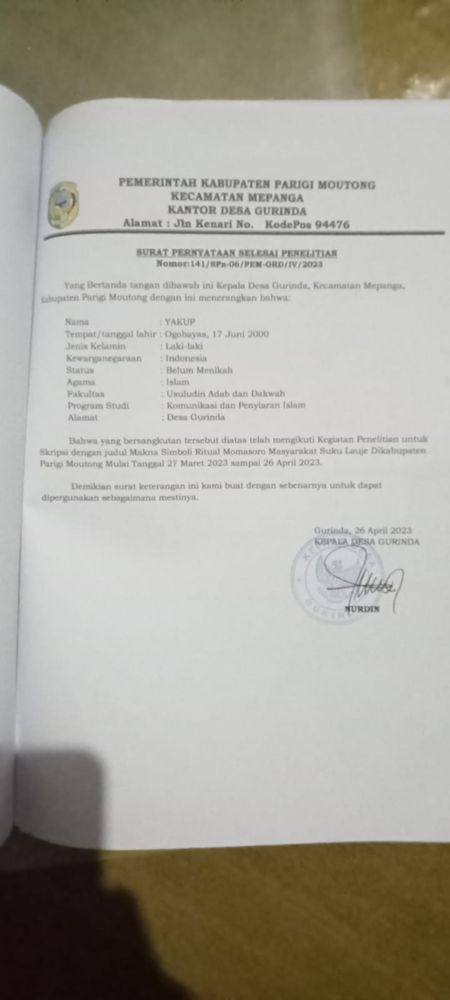 PEMERINTAH KABUPATEN PARIGI MOUTONG
KECAMATAN MEPANGA
KANTOR DESA GURINDA
Alamat : Jln Kenari No. KodePos 94476
SURAT PERNYATAAN SELESAI PENELITIAN
Nomor:141/SPn-06/PEM-GRD/IV/2023
Yang Bertanda tangan dibawah ini Kepala Desa Gurinda, Kecamatan Mepanga,
Kabupaten Parigi Moutong dengan ini menerangkan bahwa:
Nama : YAKUP
Tempat/tanggal lahir : Ogobayas, 17 Juni 2000
Jenis Kelamin : Laki-laki
Kewarganegaraan : Indonesia
Status : Belum Menikah
Agama : Islam
Fakultas : Usuludin Adab dan Dakwah
Program Studi : Komunikasi dan Penyiaran Islam
Alamat : Desa Gurinda
Bahwa yang bersangkutan tersebut diatas telah mengikuti Kegiatan Penelitian untuk
Skripsi dengan judul Makna Simboli Ritual Momasoro Masyarakat Suku Lauje Dikabupaten
Parigi Moutong Mulai Tanggal 27 Maret 2023 sampai 26 April 2023.
Demikian surat keterangan ini kami buat dengan sebenarnya untuk dapat
dipergunakan sebagaimana mestinya.
Gurinda, 26 April 2023
KEPALA DESA GURINDA
NURDIN